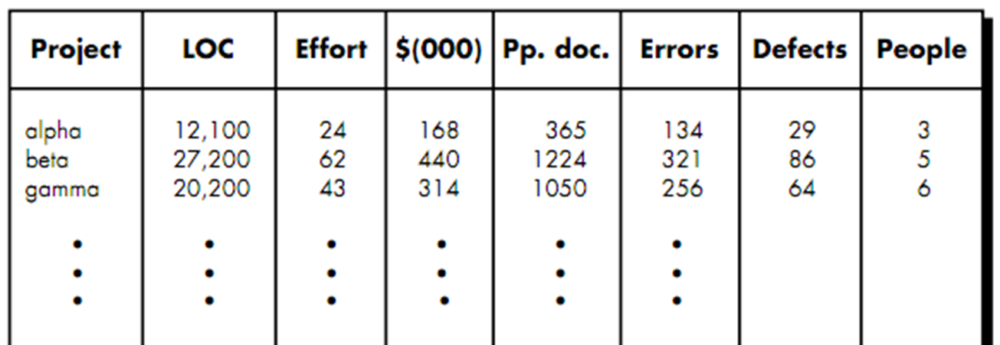 Project LOC Effort $(000) Pp. doc. Errors Defects People
alpha 12,100 24 168 365 134 29 3
beta 27,200 62 440 1224 321 86 5
gamma 20,200 43 314 1050 256 64 6